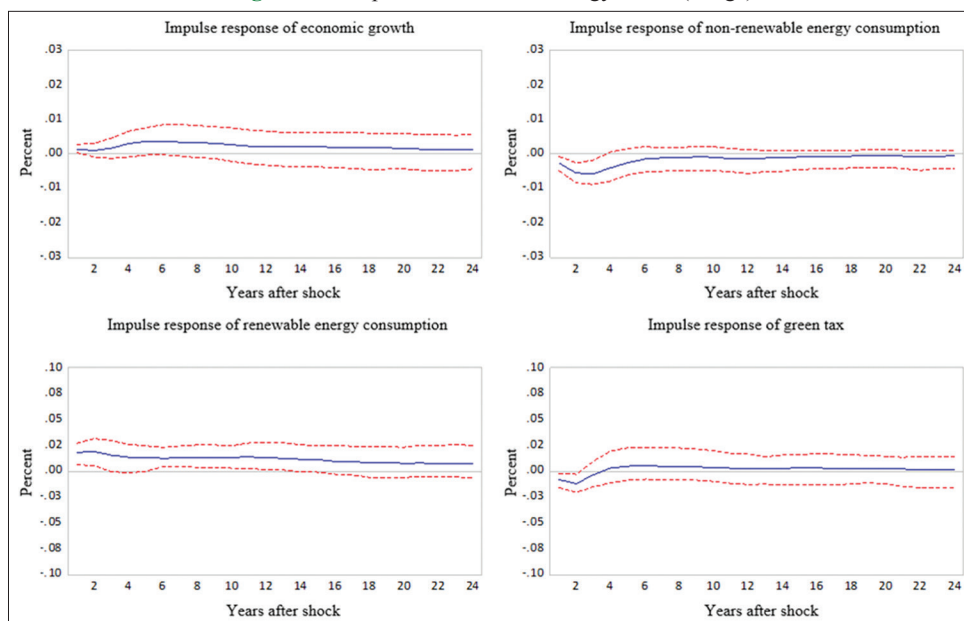 Impulse response of economic growth
.03
.02
.01
.00
-.01
-.02
-.03
Percent
2 4 6 8 10 12 14 16 18 20 22 24
Years after shock
Impulse response of non-renewable energy consumption
.03
.02
.01
.00
-.01
-.02
-.03
Percent
2 4 6 8 10 12 14 16 18 20 22 24
Years after shock
Impulse response of renewable energy consumption
.10
.08
.05
.02
.00
-.03
-.05
-.08
-.10
Percent
2 4 6 8 10 12 14 16 18 20 22 24
Years after shock
Impulse response of green tax
.10
.08
.05
.02
.00
-.03
-.05
-.08
-.10
Percent
2 4 6 8 10 12 14 16 18 20 22 24
Years after shock